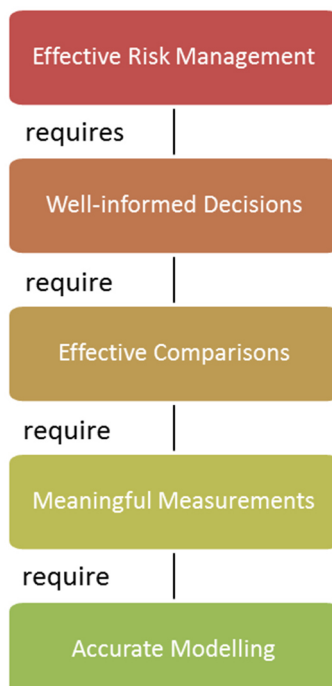 Effective Risk Management
requires
Well-informed Decisions
require
Effective Comparisons
require
Meaningful Measurements
require
Accurate Modelling